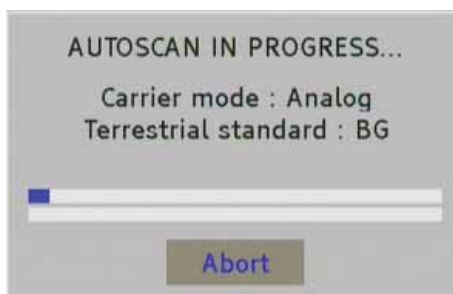 AUTOSCAN IN PROGRESS...
Carrier mode : Analog
Terrestrial standard : BG
Abort